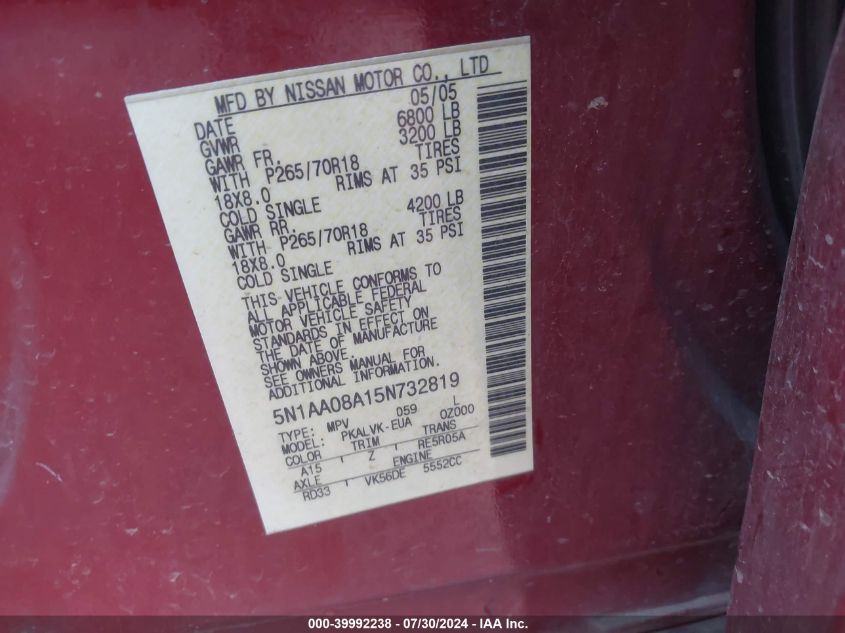 MFD BY NISSAN MOTOR CO., LTD
DATE 05/05
GVWR 6800 LB
GAWR FR. 3200 LB
WITH P265/70R18 TIRES
18X8.0 RIMS AT 35 PSI
COLD SINGLE
GAWR RR. 4200 LB
WITH P265/70R18 TIRES
18X8.0 RIMS AT 35 PSI
COLD SINGLE
THIS VEHICLE CONFORMS TO
ALL APPLICABLE FEDERAL
MOTOR VEHICLE SAFETY
STANDARDS IN EFFECT ON
THE DATE OF MANUFACTURE
SHOWN ABOVE.
SEE OWNERS MANUAL FOR
ADDITIONAL INFORMATION
5N1AA08A15N732819
TYPE: MPV 059 L
MODEL: PKALVK-EUA OZ000
COLOR TRIM TRANS
A15 Z RE5R05A
AXLE ENGINE
RD33 VK56DE 5552CC
000-39992238 - 07/30/2024 - IAA Inc.